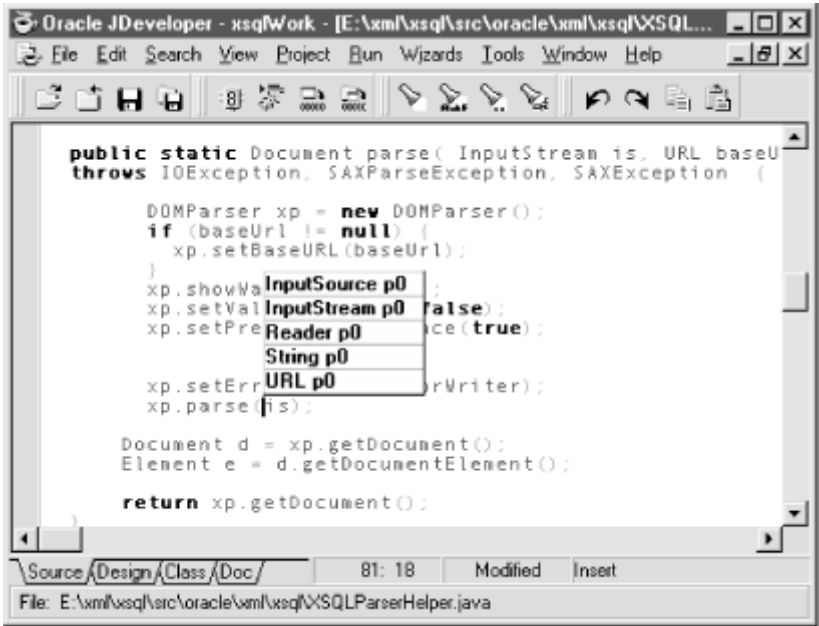 Oracle JDeveloper - xsqlWork - [E:\xml\xsql\src\oracle\xml\xsql\XSQL...
File Edit Search View Project Run Wizards Tools Window Help
public static Document parse( InputStream is, URL baseU
throws IOException, SAXParseException, SAXException {
DOMParser xp = new DOMParser();
if (baseUrl != null) {
xp.setBaseURL(baseUrl);
}
xp.showWa ;
xp.setVal false);
xp.setPre ce(true);
InputSource p0
InputStream p0
Reader p0
String p0
URL p0
xp.setErr rWriter);
xp.parse(is);
Document d = xp.getDocument();
Element e = d.getDocumentElement();
return xp.getDocument();
}
Source Design Class Doc 81: 18 Modified Insert
File: E:\xml\xsql\src\oracle\xml\xsql\XSQLParserHelper.java